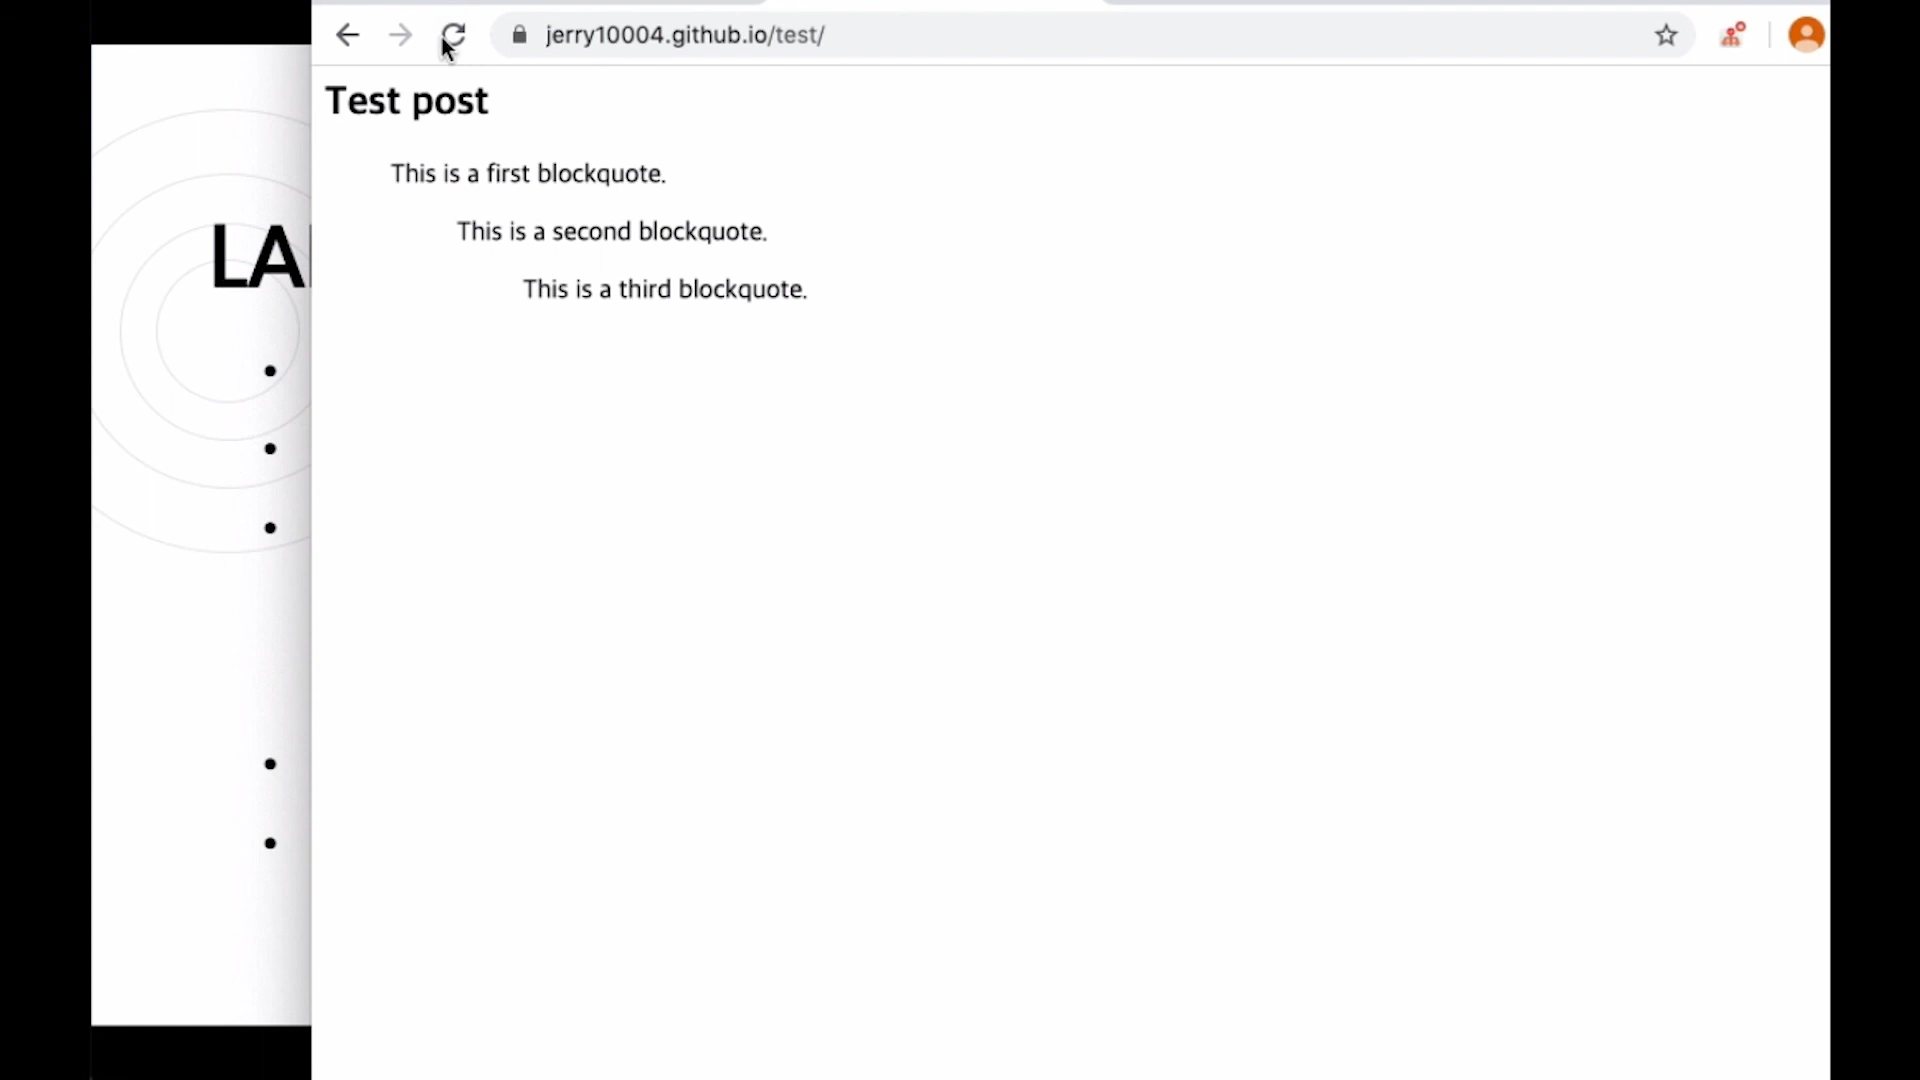 jerry10004.github.io/test/
Test post
This is a first blockquote.
This is a second blockquote.
This is a third blockquote.
LA